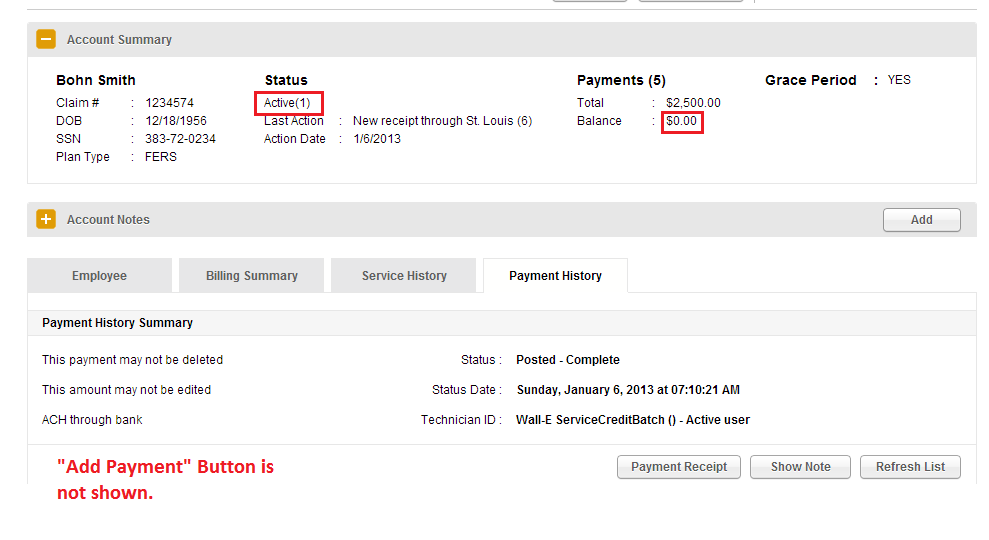 Account Summary
Bohn Smith
Claim # : 1234574
DOB : 12/18/1956
SSN : 383-72-0234
Plan Type : FERS
Status
Active(1)
Last Action : New receipt through St. Louis (6)
Action Date : 1/6/2013
Payments (5)
Total : $2,500.00
Balance : $0.00
Grace Period : YES
Account Notes
Add
Employee
Billing Summary
Service History
Payment History
Payment History Summary
This payment may not be deleted
Status : Posted - Complete
This amount may not be edited
Status Date : Sunday, January 6, 2013 at 07:10:21 AM
ACH through bank
Technician ID : Wall-E ServiceCreditBatch () - Active user
"Add Payment" Button is
not shown.
Payment Receipt
Show Note
Refresh List